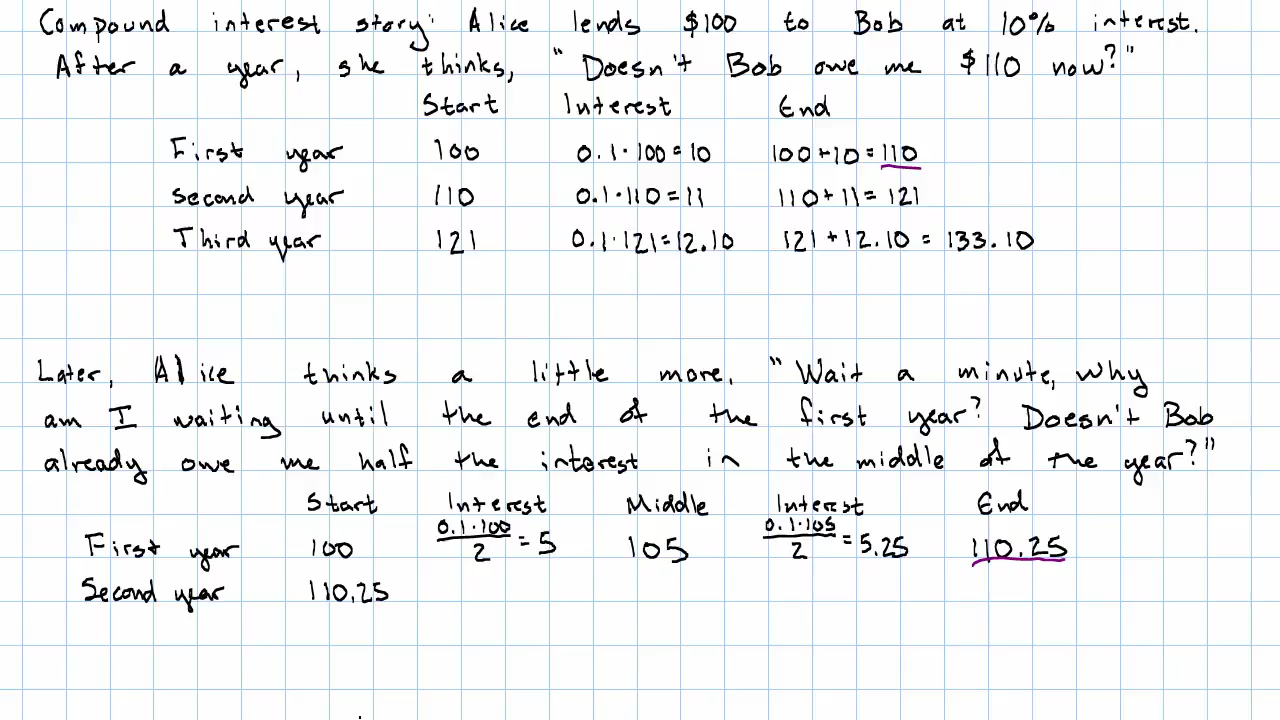 Compound interest story: Alice lends $100 to Bob at 10% interest.
After a year, she thinks, "Doesn't Bob owe me $110 now?"
Start Interest End
First year 100 0.1·100=10 100+10=110
Second year 110 0.1·110=11 110+11=121
Third year 121 0.1·121=12.10 121+12.10=133.10
Later, Alice thinks a little more, "Wait a minute, why
am I waiting until the end of the first year? Doesn't Bob
already owe me half the interest in the middle of the year?"
Start Interest Middle Interest End
First year 100 0.1·100/2=5 105 0.1·105/2=5.25 110.25
Second year 110.25